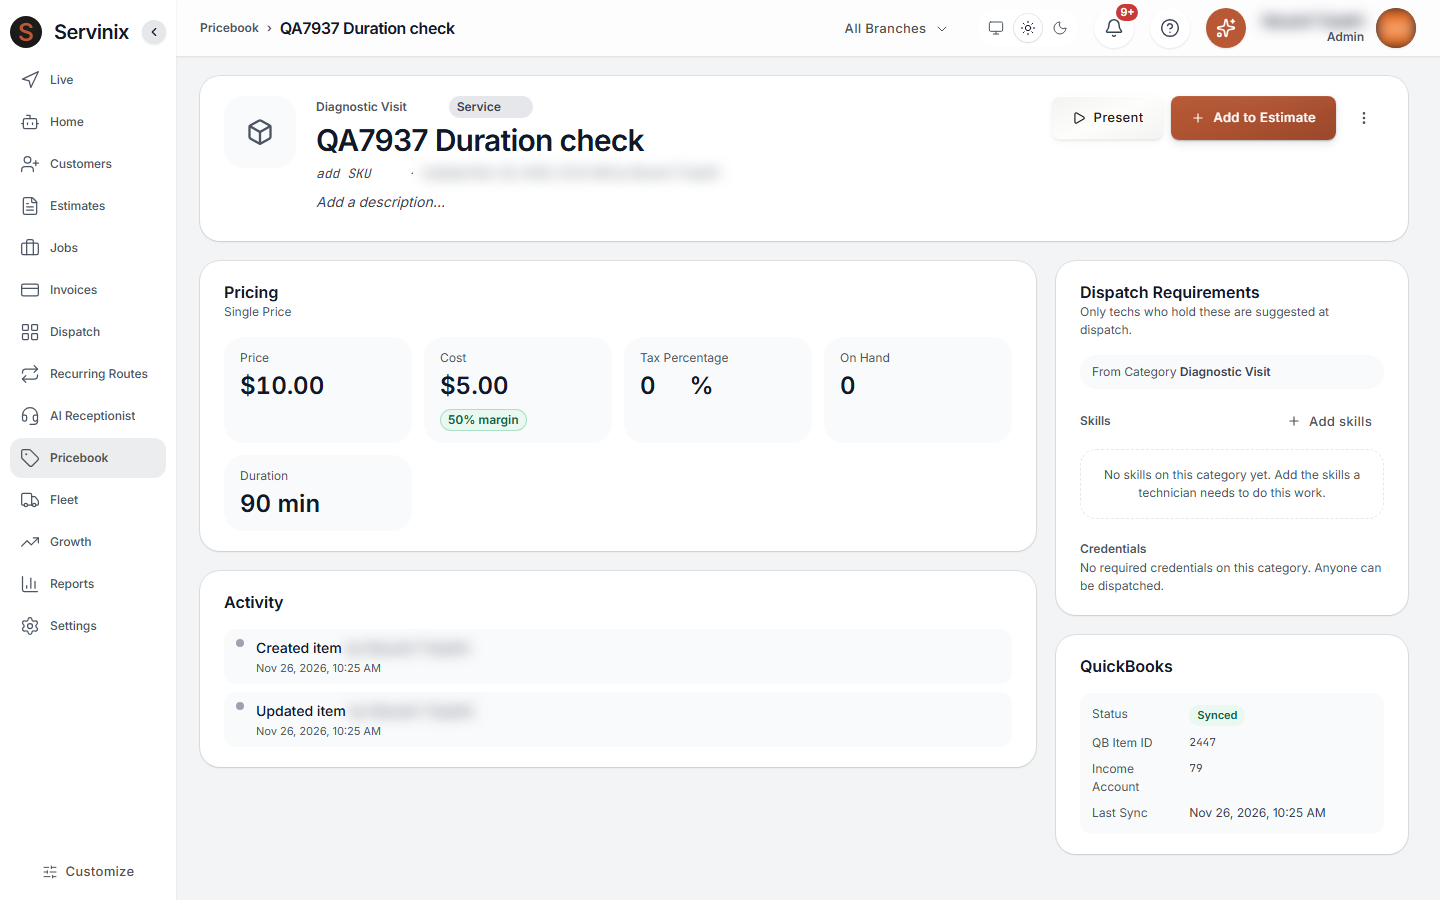 Servinix
Pricebook › QA7937 Duration check
All Branches
9+
Admin
Live
Home
Customers
Estimates
Jobs
Invoices
Dispatch
Recurring Routes
AI Receptionist
Pricebook
Fleet
Growth
Reports
Settings
Customize
Diagnostic Visit Service
QA7937 Duration check
add SKU ·
Add a description...
Present
+ Add to Estimate
Pricing
Single Price
Price
$10.00
Cost
$5.00
50% margin
Tax Percentage
0 %
On Hand
0
Duration
90 min
Activity
Created item
Nov 26, 2026, 10:25 AM
Updated item
Nov 26, 2026, 10:25 AM
Dispatch Requirements
Only techs who hold these are suggested at
dispatch.
From Category Diagnostic Visit
Skills
+ Add skills
No skills on this category yet. Add the skills a
technician needs to do this work.
Credentials
No required credentials on this category. Anyone can
be dispatched.
QuickBooks
Status Synced
QB Item ID 2447
Income 79
Account
Last Sync Nov 26, 2026, 10:25 AM